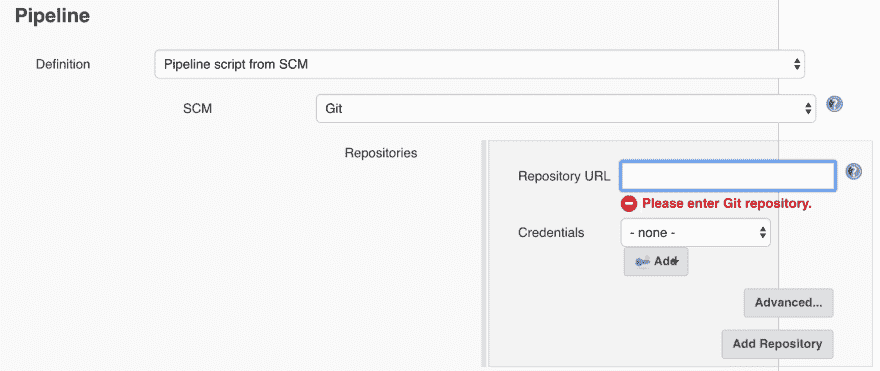 Pipeline
Definition Pipeline script from SCM
SCM Git
Repositories
Repository URL
Please enter Git repository.
Credentials - none -
Add
Advanced...
Add Repository